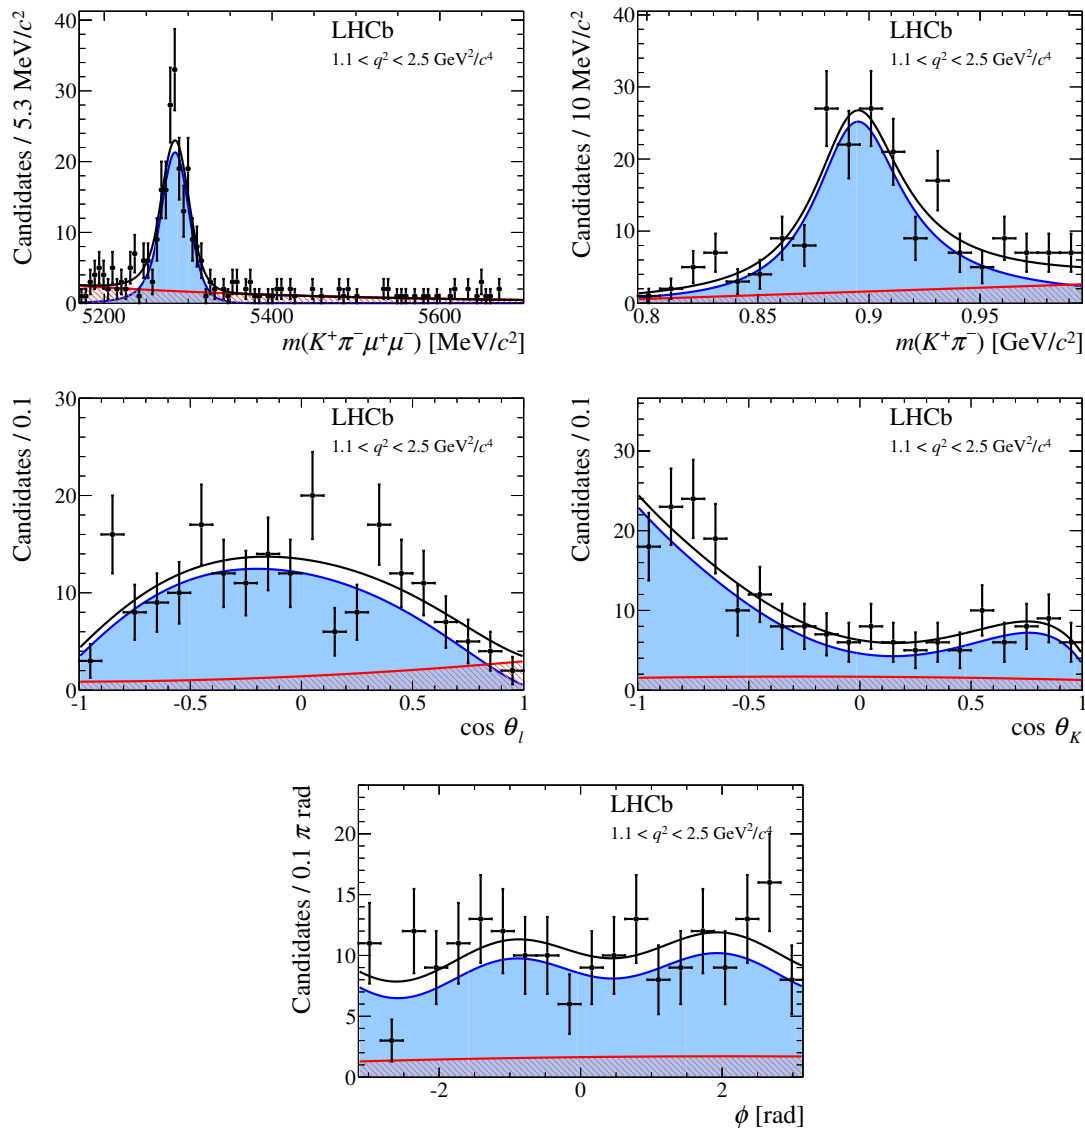 Candidates / 5.3 MeV/c²
40
30
20
10
0
LHCb
1.1 < q² < 2.5 GeV²/c⁴
5200 5400 5600
m(K⁺π⁻μ⁺μ⁻) [MeV/c²]
Candidates / 10 MeV/c²
40
30
20
10
0
LHCb
1.1 < q² < 2.5 GeV²/c⁴
0.8 0.85 0.9 0.95
m(K⁺π⁻) [GeV/c²]
Candidates / 0.1
30
20
10
0
LHCb
1.1 < q² < 2.5 GeV²/c⁴
-1 -0.5 0 0.5 1
cos θ_l
Candidates / 0.1
30
20
10
0
LHCb
1.1 < q² < 2.5 GeV²/c⁴
-1 -0.5 0 0.5 1
cos θ_K
Candidates / 0.1 π rad
20
15
10
5
0
LHCb
1.1 < q² < 2.5 GeV²/c⁴
-2 0 2
ϕ [rad]